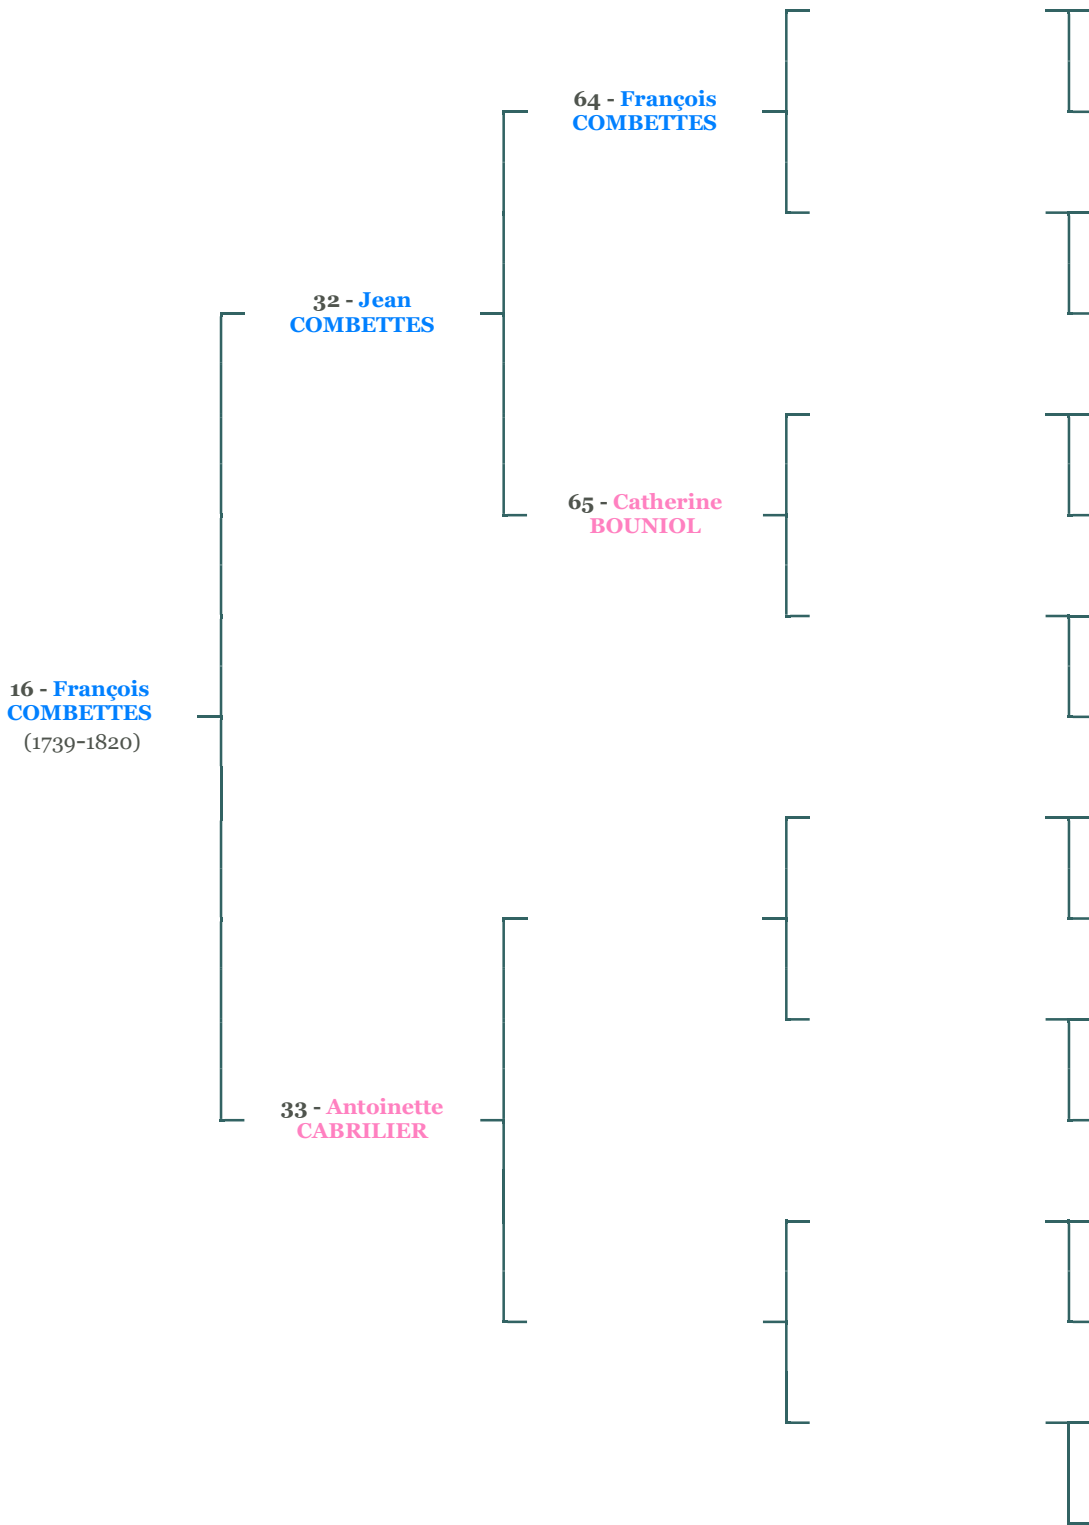 64 - François
COMBETTES
32 - Jean
COMBETTES
65 - Catherine
BOUNIOL
16 - François
COMBETTES
(1739-1820)
33 - Antoinette
CABRILIER